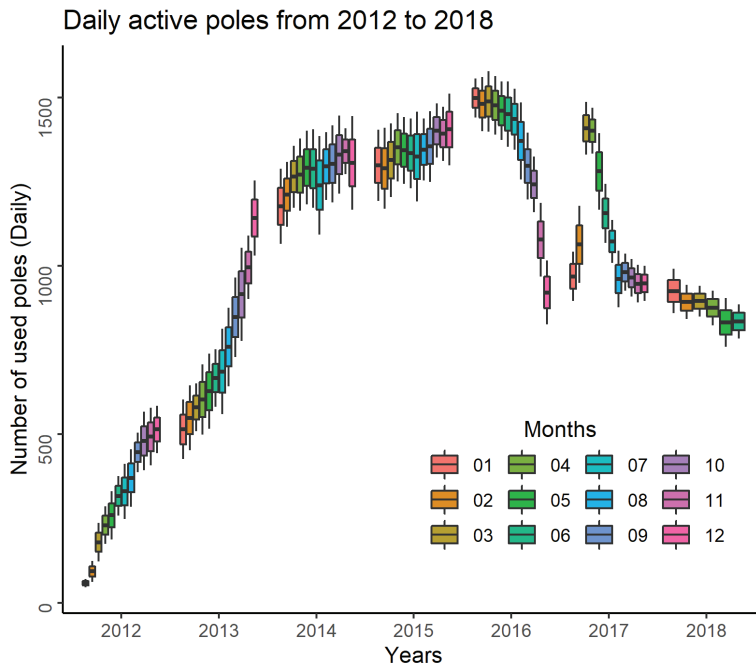 Daily active poles from 2012 to 2018
Number of used poles (Daily)
1500
1000
500
0
Months
01 04 07 10
02 05 08 11
03 06 09 12
2012 2013 2014 2015 2016 2017 2018
Years